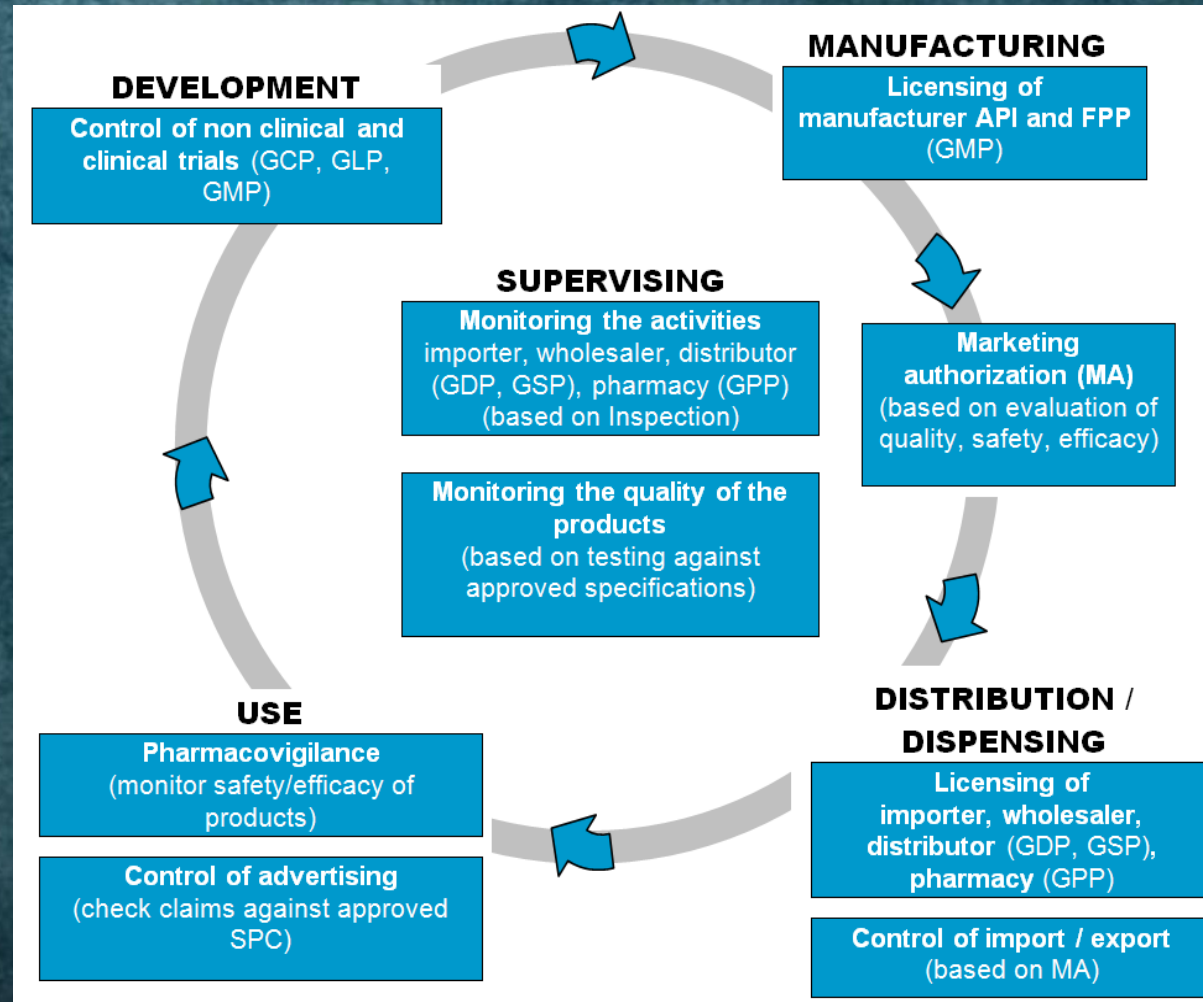 DEVELOPMENT
Control of non clinical and
clinical trials (GCP, GLP,
GMP)
MANUFACTURING
Licensing of
manufacturer API and FPP
(GMP)
SUPERVISING
Monitoring the activities
importer, wholesaler, distributor
(GDP, GSP), pharmacy (GPP)
(based on Inspection)
Monitoring the quality of the
products
(based on testing against
approved specifications)
Marketing
authorization (MA)
(based on evaluation of
quality, safety, efficacy)
USE
Pharmacovigilance
(monitor safety/efficacy of
products)
Control of advertising
(check claims against approved
SPC)
DISTRIBUTION /
DISPENSING
Licensing of
importer, wholesaler,
distributor (GDP, GSP),
pharmacy (GPP)
Control of import / export
(based on MA)